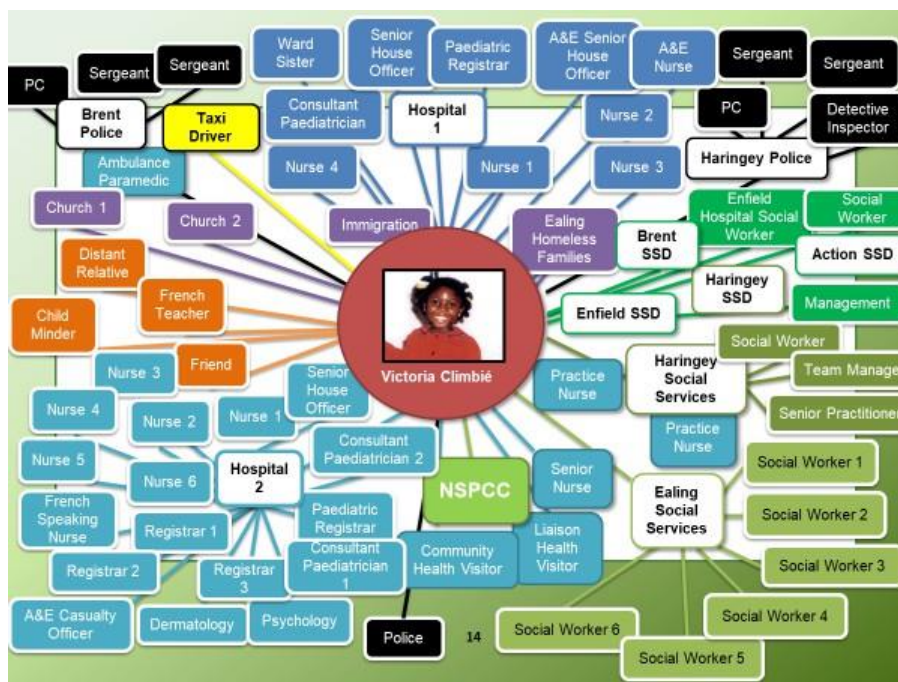 Ward
Sister
Senior
House
Officer
Paediatric
Registrar
A&E Senior
House
Officer
A&E
Nurse
Sergeant
Sergeant
PC
Sergeant
Sergeant
Brent
Police
Taxi
Driver
Consultant
Paediatrician
Hospital
1
Nurse 2
PC
Detective
Inspector
Haringey Police
Ambulance
Paramedic
Nurse 4
Nurse 1
Nurse 3
Church 1
Church 2
Immigration
Ealing
Homeless
Families
Brent
SSD
Enfield
Hospital Social
Worker
Social
Worker
Action SSD
Distant
Relative
French
Teacher
Haringey
SSD
Enfield SSD
Management
Child
Minder
Friend
Victoria Climbié
Social Worker
Haringey
Social
Services
Team Manage
Senior Practitioner
Practice
Nurse
Practice
Nurse
Nurse 3
Senior
House
Officer
Nurse 4
Nurse 2
Nurse 1
Nurse 5
Nurse 6
Hospital
2
Consultant
Paediatrician 2
NSPCC
Senior
Nurse
Ealing
Social
Services
Social Worker 1
Social Worker 2
Social Worker 3
Social Worker 4
Social Worker 5
Social Worker 6
French
Speaking
Nurse
Registrar 1
Paediatric
Registrar
Registrar 2
Registrar
3
Consultant
Paediatrician
1
Community
Health Visitor
Liaison
Health
Visitor
A&E Casualty
Officer
Dermatology
Psychology
Police
14